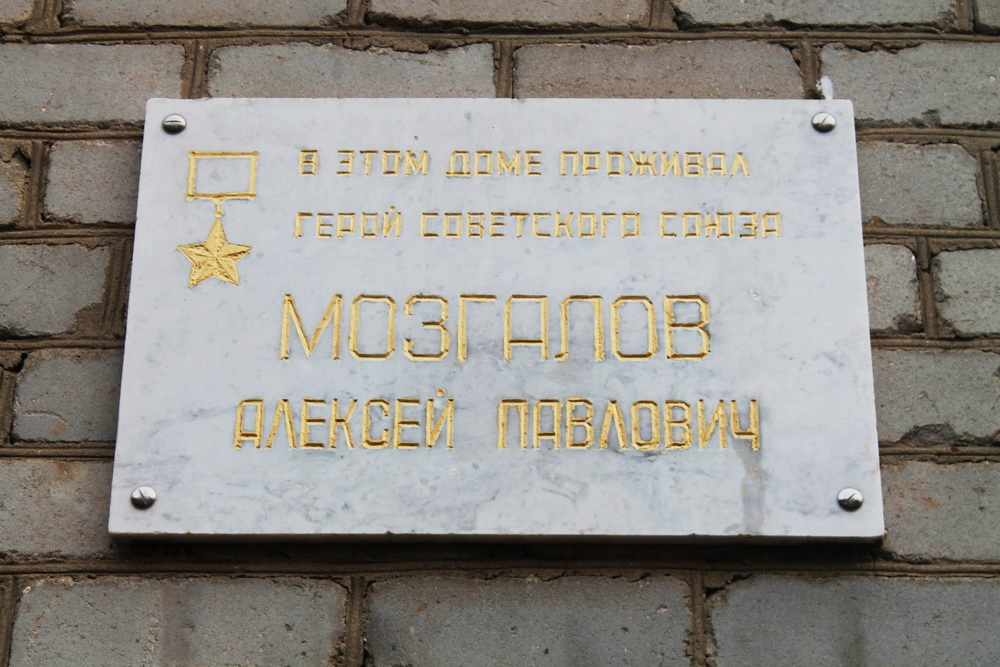 В ЭТОМ ДОМЕ ПРОЖИВАЛ
ГЕРОЙ СОВЕТСКОГО СОЮЗА
МОЗГАЛОВ
АЛЕКСЕЙ ПАВЛОВИЧ